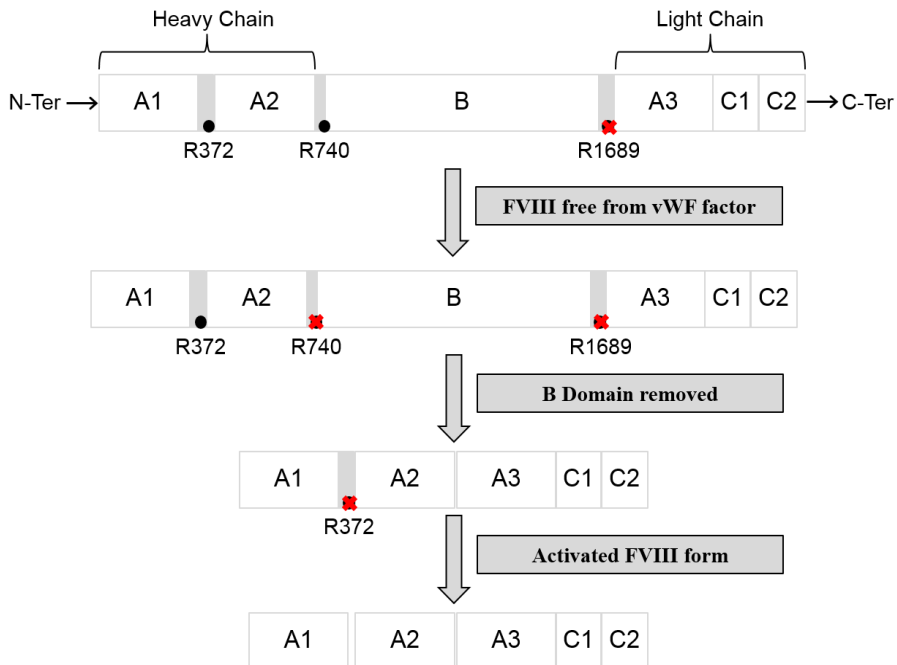 Heavy Chain
Light Chain
N-Ter
A1
A2
B
A3
C1
C2
C-Ter
R372
R740
R1689
FVIII free from vWF factor
A1
A2
B
A3
C1
C2
R372
R740
R1689
B Domain removed
A1
A2
A3
C1
C2
R372
Activated FVIII form
A1
A2
A3
C1
C2